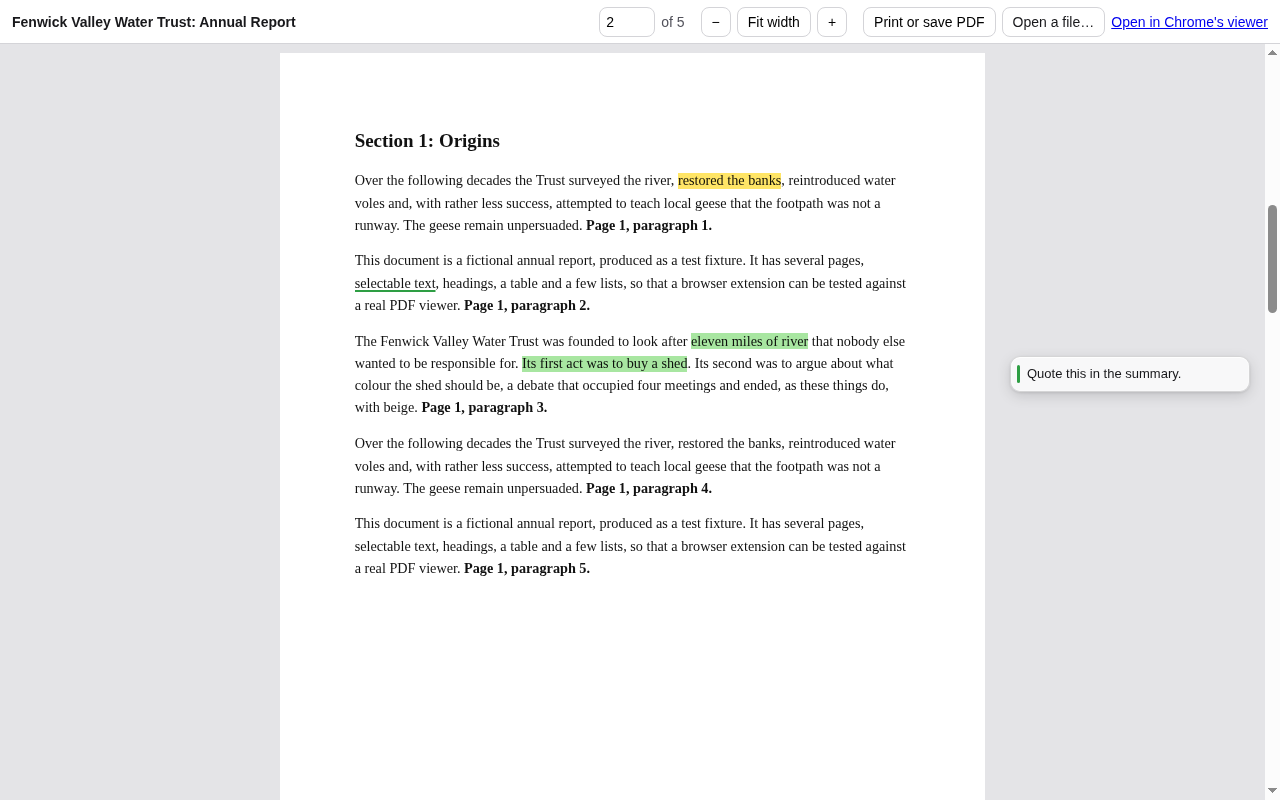 Fenwick Valley Water Trust: Annual Report
2 of 5 − Fit width + Print or save PDF Open a file… Open in Chrome's viewer
Section 1: Origins
Over the following decades the Trust surveyed the river, restored the banks, reintroduced water
voles and, with rather less success, attempted to teach local geese that the footpath was not a
runway. The geese remain unpersuaded. Page 1, paragraph 1.
This document is a fictional annual report, produced as a test fixture. It has several pages,
selectable text, headings, a table and a few lists, so that a browser extension can be tested against
a real PDF viewer. Page 1, paragraph 2.
The Fenwick Valley Water Trust was founded to look after eleven miles of river that nobody else
wanted to be responsible for. Its first act was to buy a shed. Its second was to argue about what
colour the shed should be, a debate that occupied four meetings and ended, as these things do,
with beige. Page 1, paragraph 3.
Quote this in the summary.
Over the following decades the Trust surveyed the river, restored the banks, reintroduced water
voles and, with rather less success, attempted to teach local geese that the footpath was not a
runway. The geese remain unpersuaded. Page 1, paragraph 4.
This document is a fictional annual report, produced as a test fixture. It has several pages,
selectable text, headings, a table and a few lists, so that a browser extension can be tested against
a real PDF viewer. Page 1, paragraph 5.